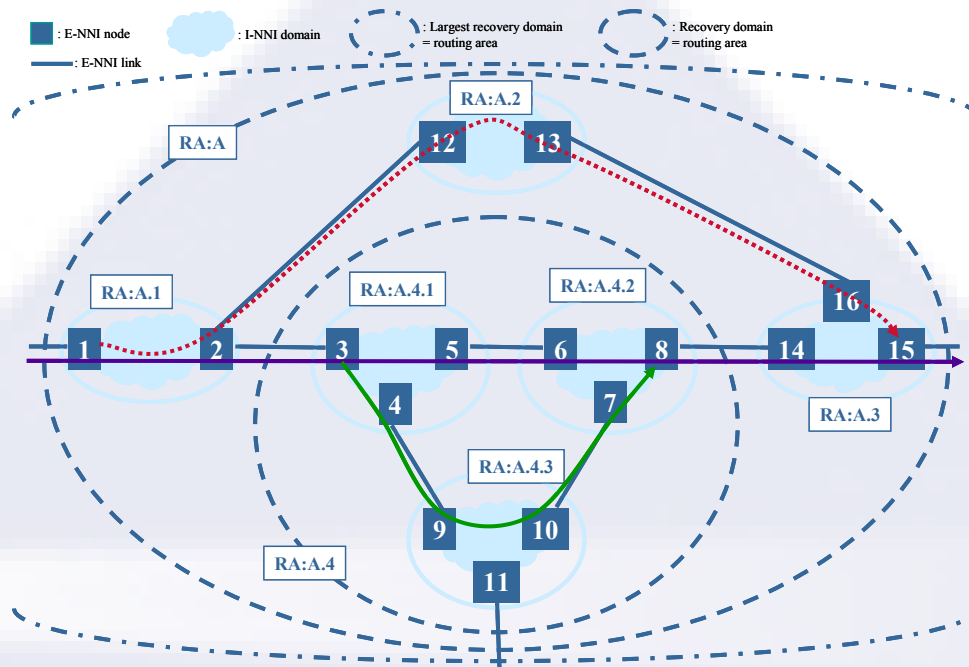 : E-NNI node
: I-NNI domain
: Largest recovery domain
= routing area
: Recovery domain
= routing area
: E-NNI link
RA:A.2
RA:A
12
13
RA:A.1
RA:A.4.1
RA:A.4.2
16
1
2
3
5
6
8
14
15
4
7
RA:A.3
RA:A.4.3
9
10
RA:A.4
11